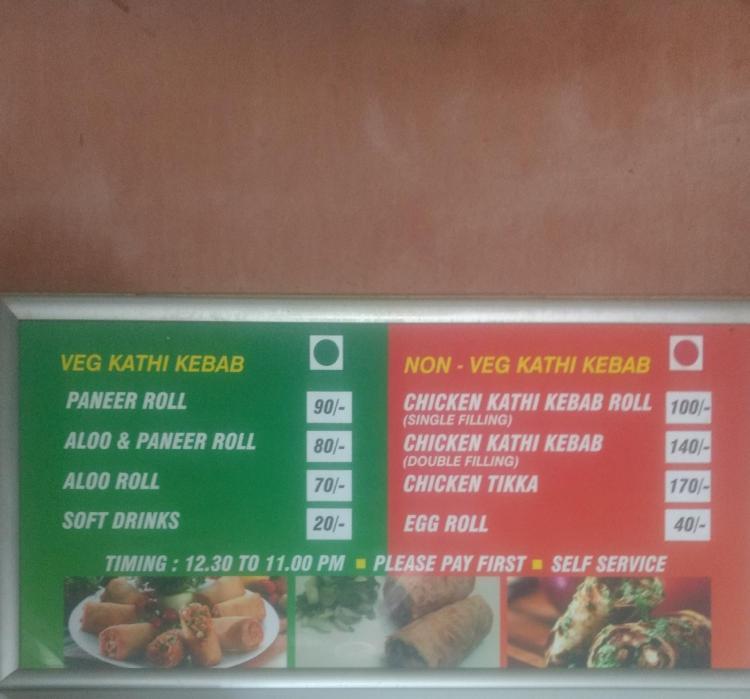 VEG KATHI KEBAB
PANEER ROLL 90/-
ALOO & PANEER ROLL 80/-
ALOO ROLL 70/-
SOFT DRINKS 20/-
NON - VEG KATHI KEBAB
CHICKEN KATHI KEBAB ROLL 100/-
(SINGLE FILLING)
CHICKEN KATHI KEBAB 140/-
(DOUBLE FILLING)
CHICKEN TIKKA 170/-
EGG ROLL 40/-
TIMING : 12.30 TO 11.00 PM ▪ PLEASE PAY FIRST ▪ SELF SERVICE